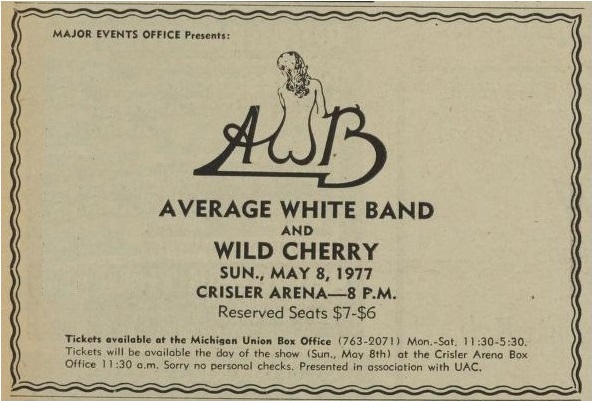 MAJOR EVENTS OFFICE Presents:
AWB
AVERAGE WHITE BAND
AND
WILD CHERRY
SUN., MAY 8, 1977
CRISLER ARENA—8 P.M.
Reserved Seats $7-$6
Tickets available at the Michigan Union Box Office (763-2071) Mon.-Sat. 11:30-5:30.
Tickets will be available the day of the show (Sun., May 8th) at the Crisler Arena Box
Office 11:30 a.m. Sorry no personal checks. Presented in association with UAC.